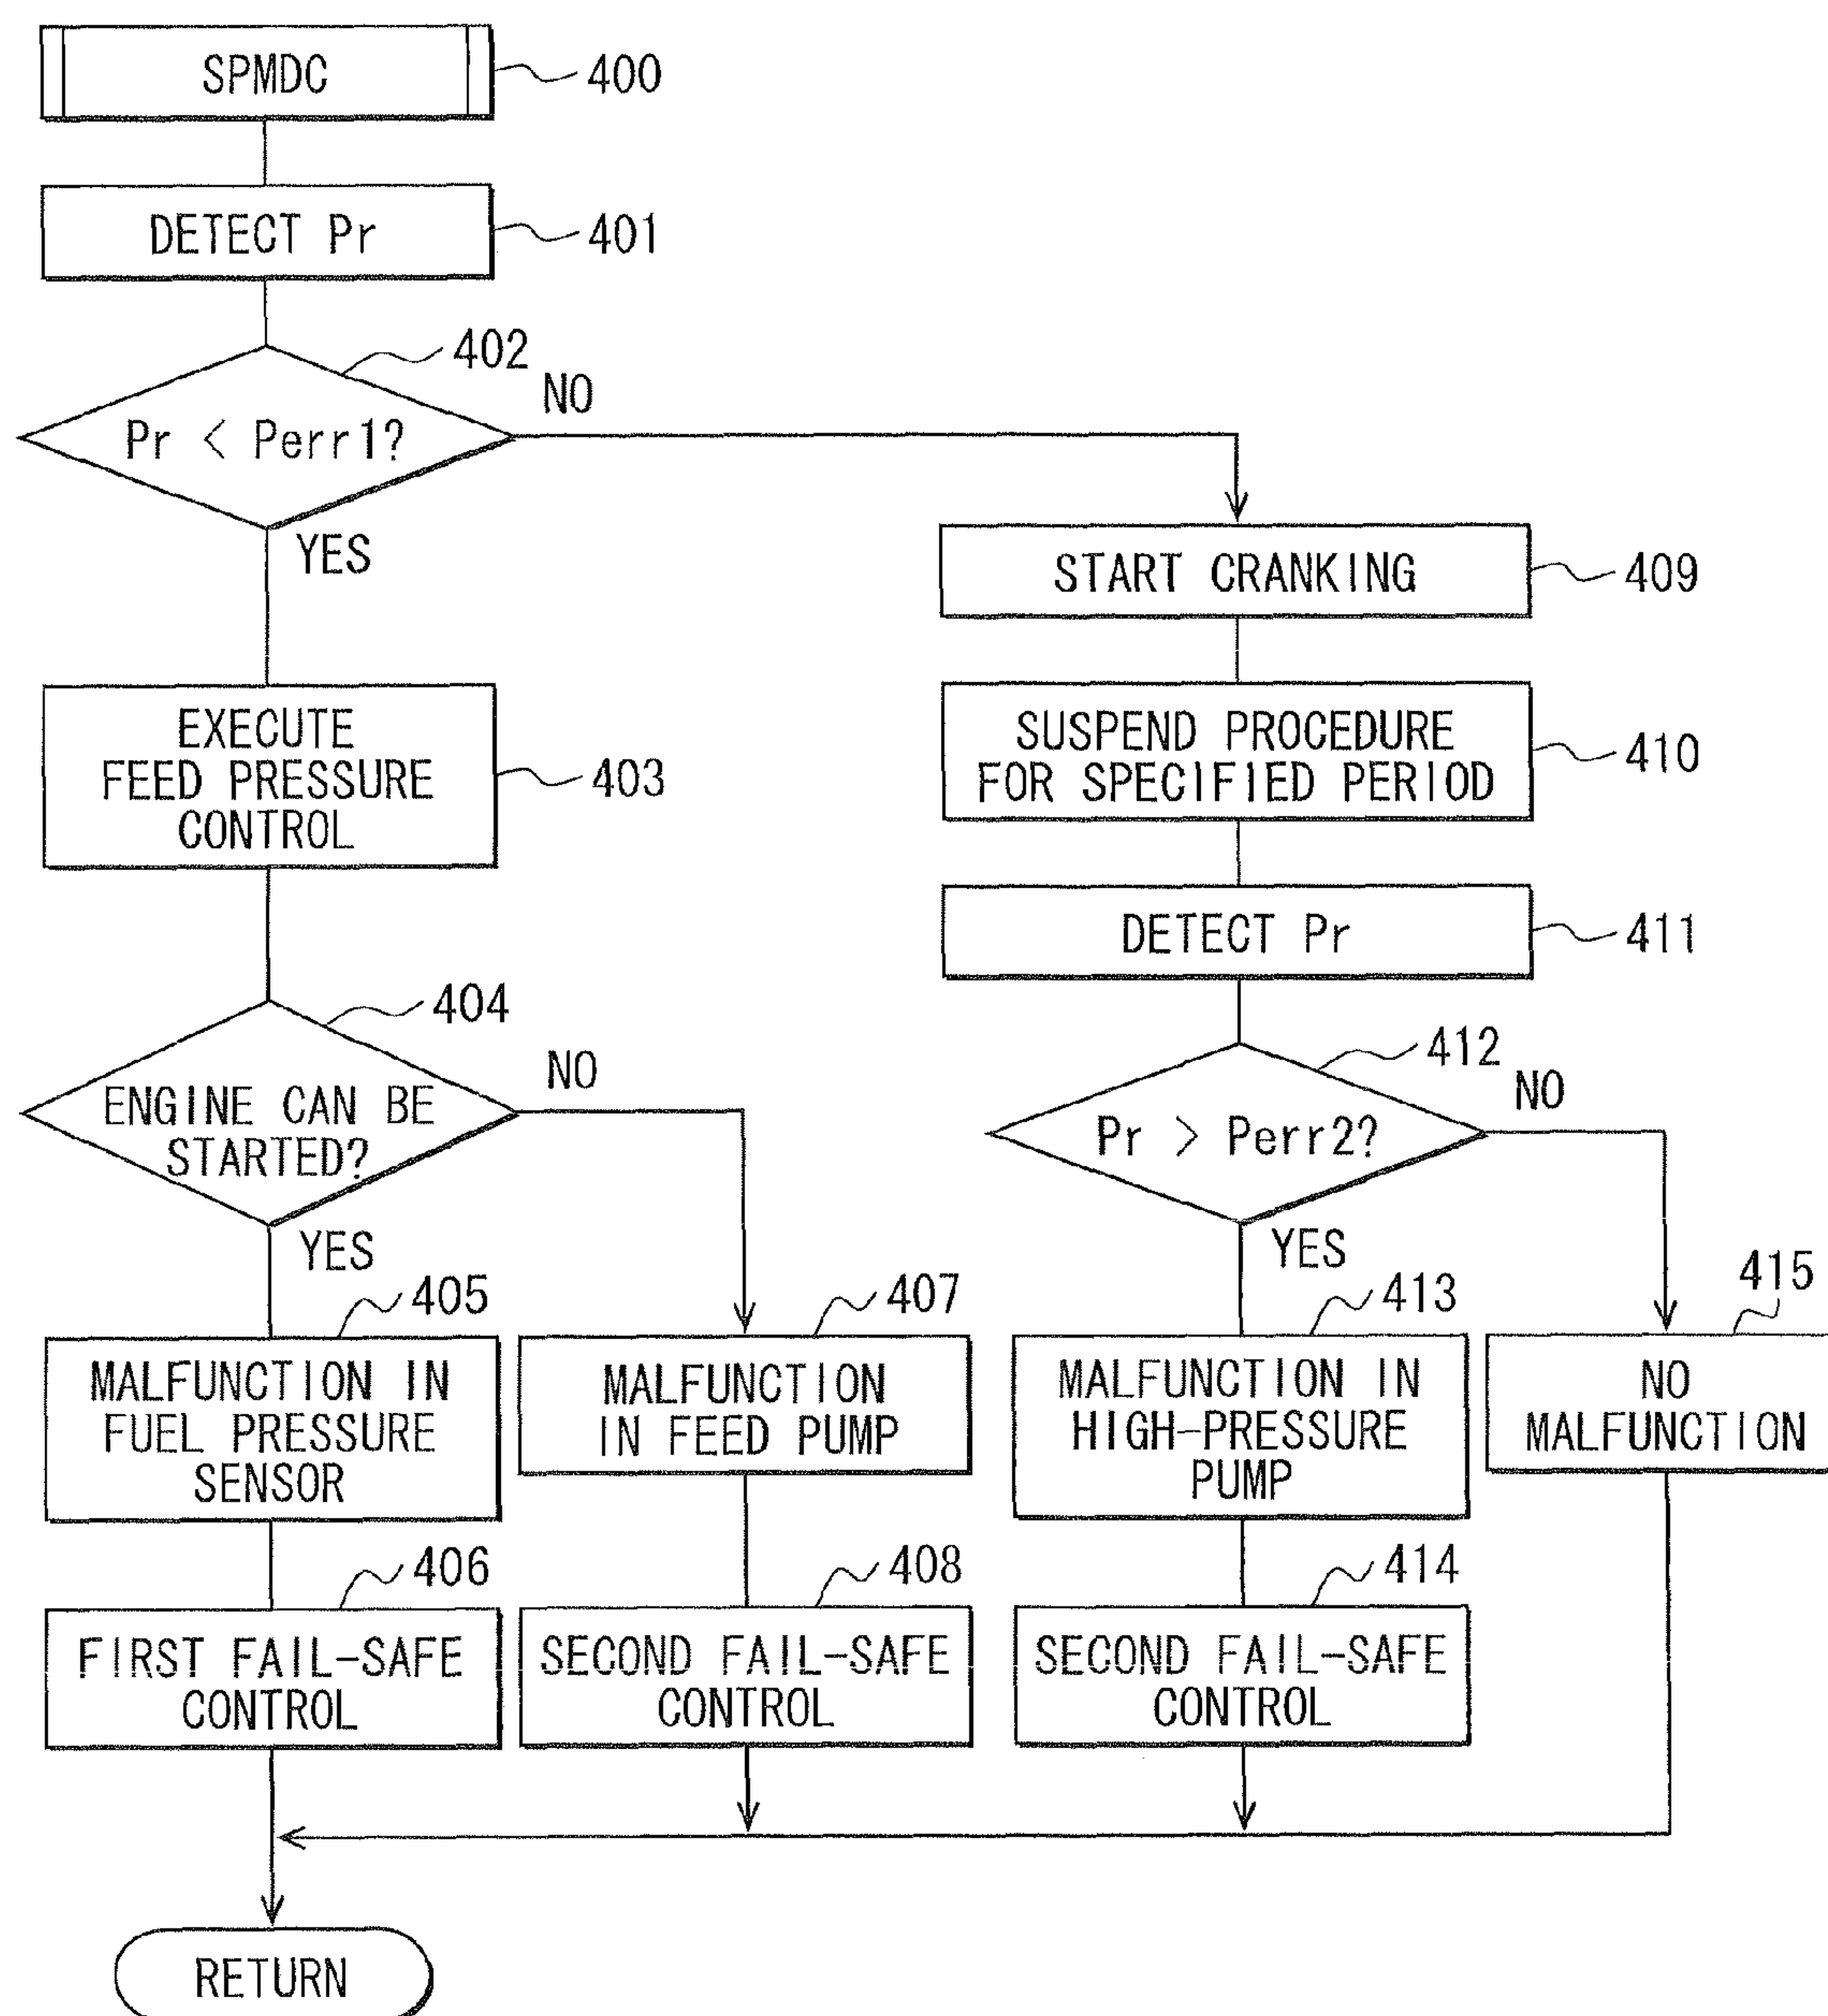 SPMDC
400
DETECT Pr
401
402
Pr < Perr1?
NO
YES
EXECUTE
FEED PRESSURE
CONTROL
403
404
ENGINE CAN BE
STARTED?
NO
YES
405
MALFUNCTION IN
FUEL PRESSURE
SENSOR
406
FIRST FAIL-SAFE
CONTROL
407
MALFUNCTION
IN FEED PUMP
408
SECOND FAIL-SAFE
CONTROL
START CRANKING
409
SUSPEND PROCEDURE
FOR SPECIFIED PERIOD
410
DETECT Pr
411
412
Pr > Perr2?
NO
YES
413
MALFUNCTION IN
HIGH-PRESSURE
PUMP
414
SECOND FAIL-SAFE
CONTROL
415
NO
MALFUNCTION
RETURN